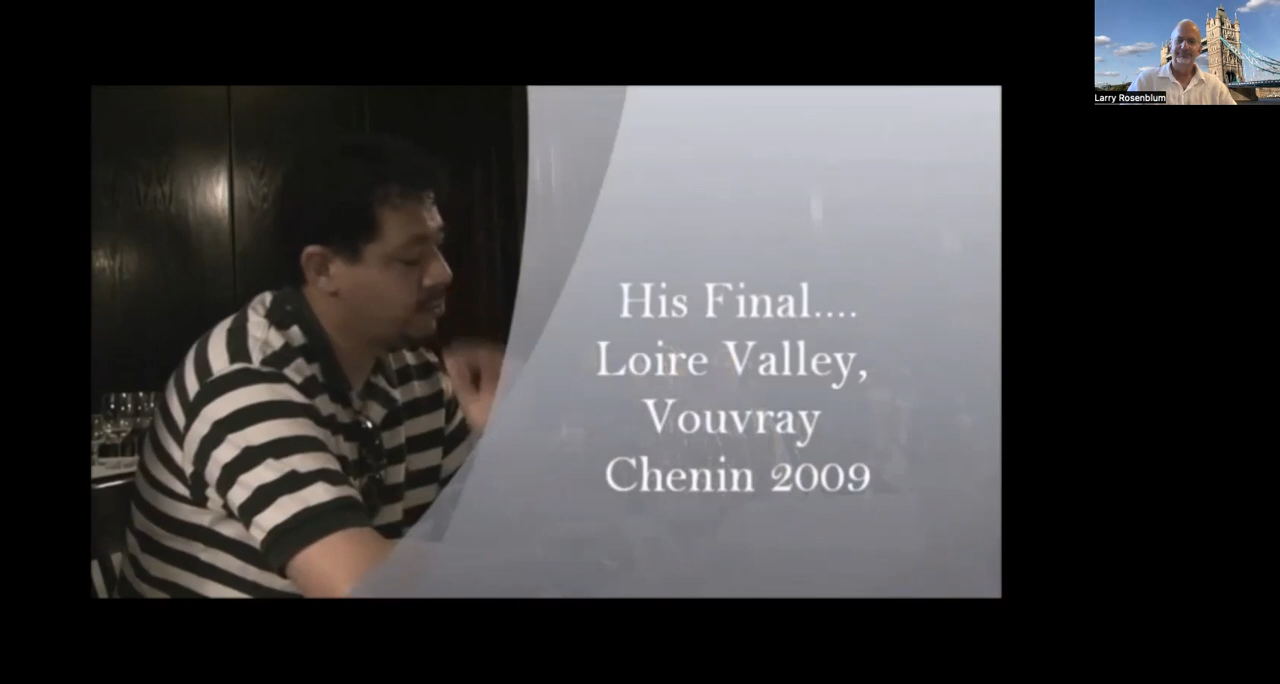 Larry Rosenblum
His Final....
Loire Valley,
Vouvray
Chenin 2009